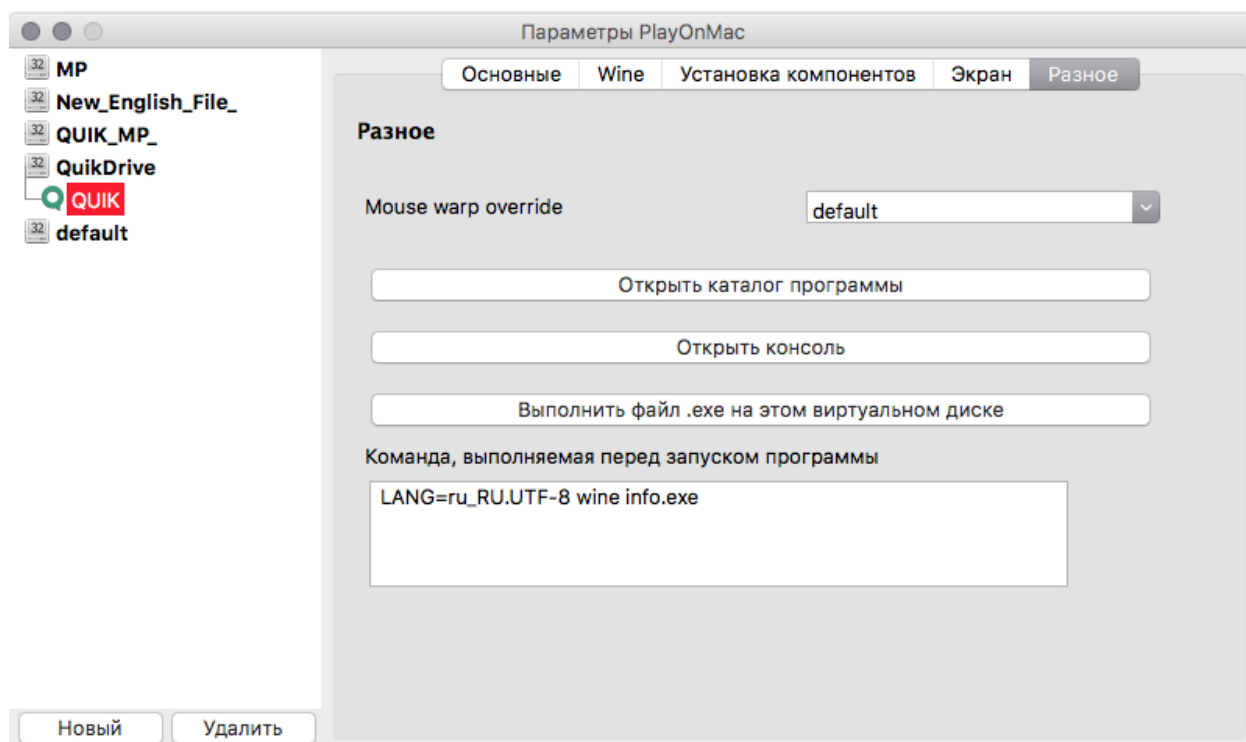 Параметры PlayOnMac
32 MP
32 New_English_File_
32 QUIK_MP_
32 QuikDrive
QUIK
32 default
Новый Удалить
Основные Wine Установка компонентов Экран Разное
Разное
Mouse warp override default
Открыть каталог программы
Открыть консоль
Выполнить файл .exe на этом виртуальном диске
Команда, выполняемая перед запуском программы
LANG=ru_RU.UTF-8 wine info.exe